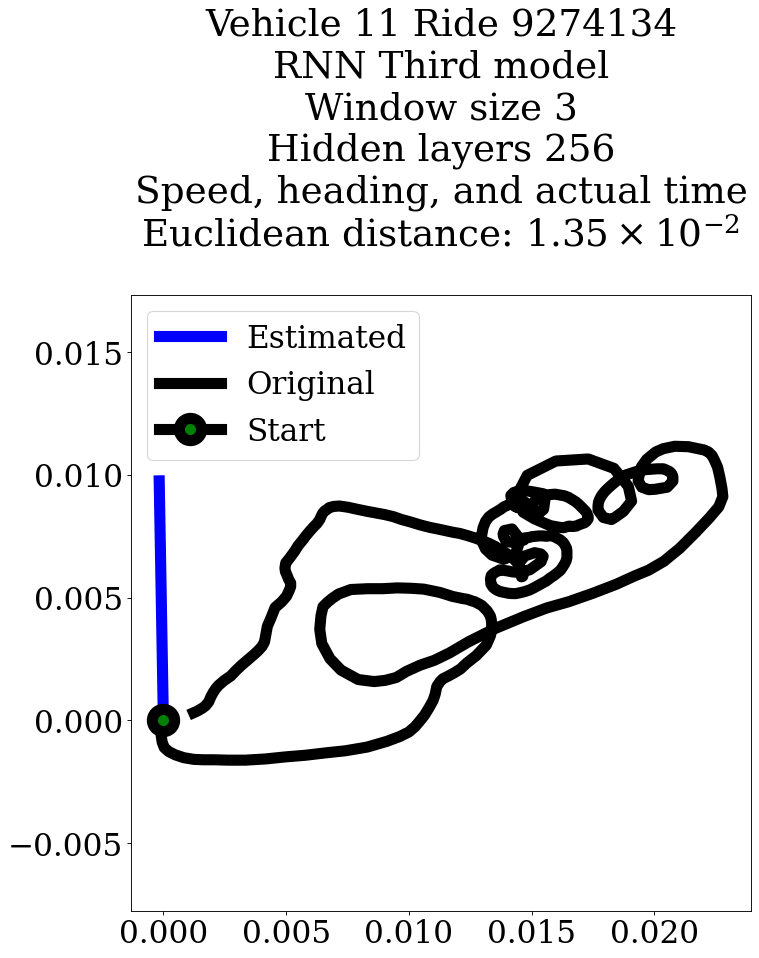 Vehicle 11 Ride 9274134
RNN Third model
Window size 3
Hidden layers 256
Speed, heading, and actual time
Euclidean distance: 1.35 × 10⁻²
Estimated
Original
Start
0.015
0.010
0.005
0.000
−0.005
0.000 0.005 0.010 0.015 0.020